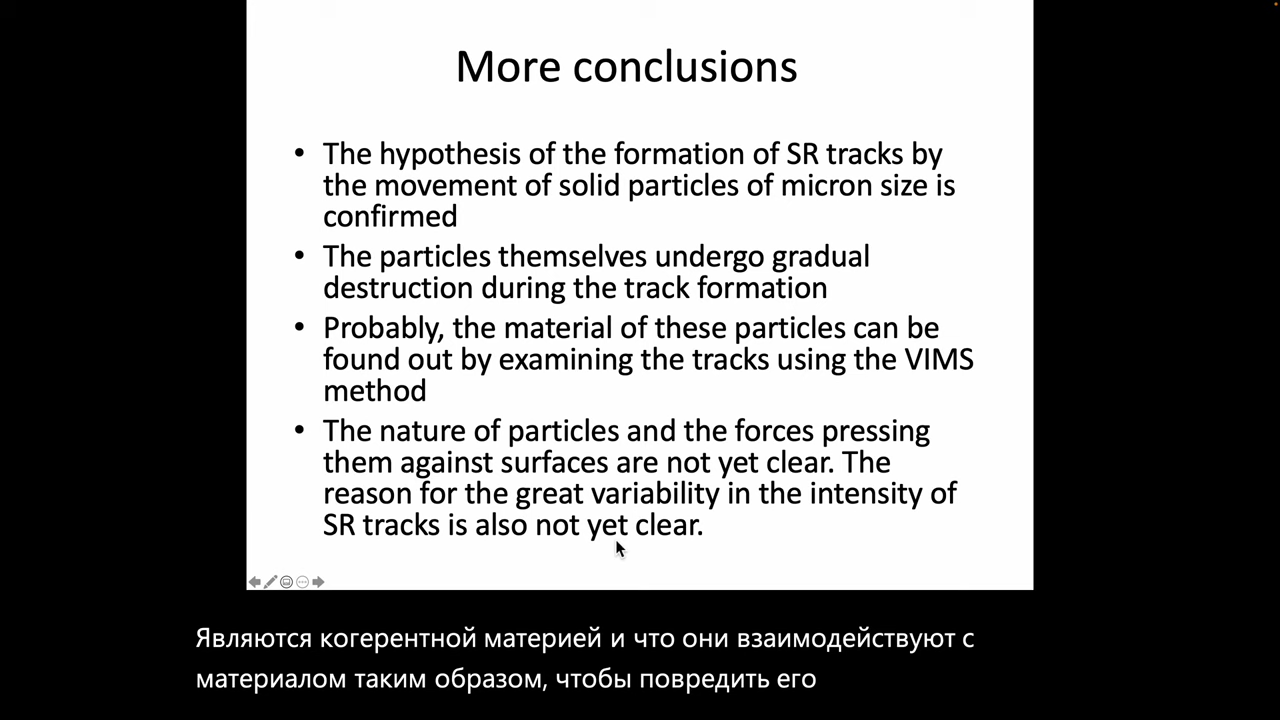 More conclusions
• The hypothesis of the formation of SR tracks by
the movement of solid particles of micron size is
confirmed
• The particles themselves undergo gradual
destruction during the track formation
• Probably, the material of these particles can be
found out by examining the tracks using the VIMS
method
• The nature of particles and the forces pressing
them against surfaces are not yet clear. The
reason for the great variability in the intensity of
SR tracks is also not yet clear.
Являются когерентной материей и что они взаимодействуют с
материалом таким образом, чтобы повредить его